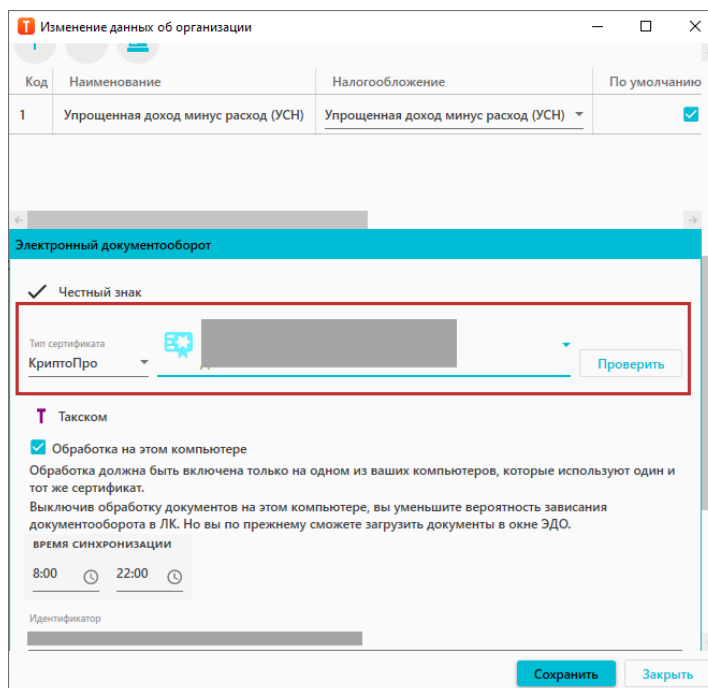 Изменение данных об организации
Код Наименование Налогообложение По умолчанию
1 Упрощенная доход минус расход (УСН) Упрощенная доход минус расход (УСН)
Электронный документооборот
Честный знак
Тип сертификата
КриптоПро
Проверить
Такском
Обработка на этом компьютере
Обработка должна быть включена только на одном из ваших компьютеров, которые используют один и
тот же сертификат.
Выключив обработку документов на этом компьютере, вы уменьшите вероятность зависания
документооборота в ЛК. Но вы по прежнему сможете загрузить документы в окне ЭДО.
ВРЕМЯ СИНХРОНИЗАЦИИ
8:00 22:00
Идентификатор
Сохранить Закрыть